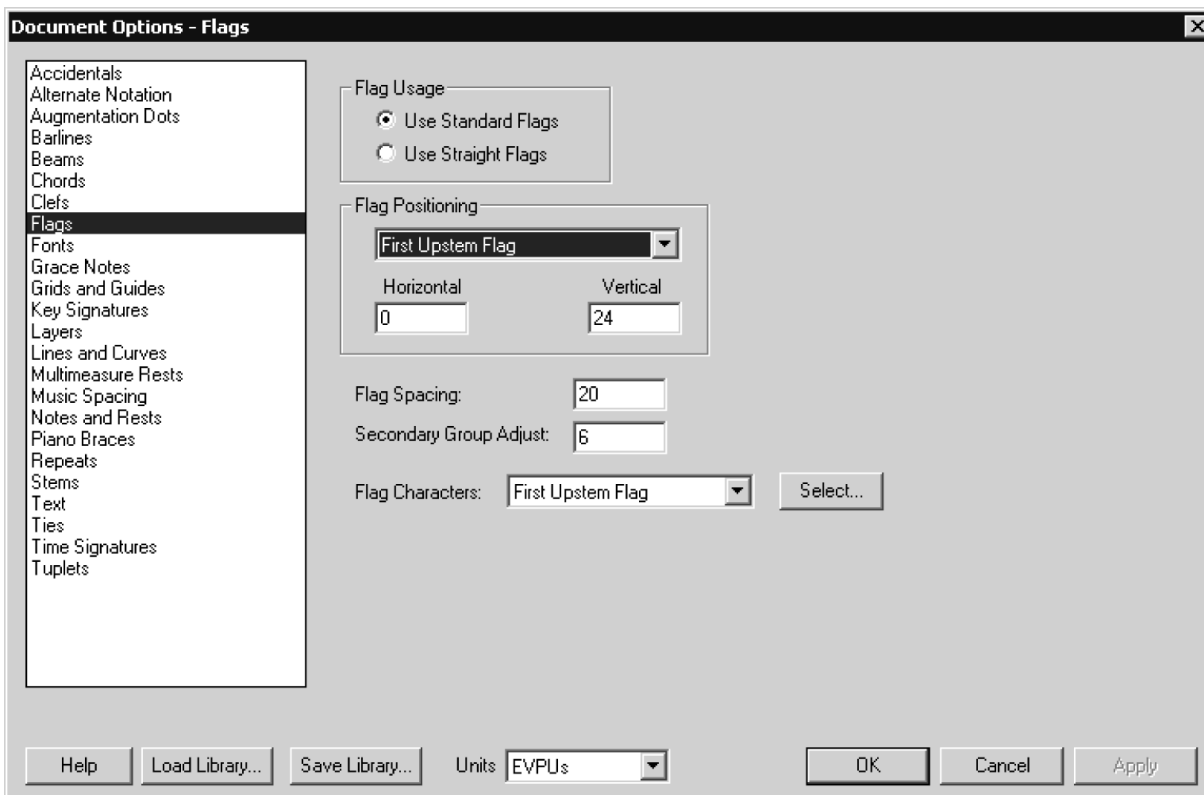 Document Options - Flags
Accidentals
Alternate Notation
Augmentation Dots
Barlines
Beams
Chords
Clefs
Flags
Fonts
Grace Notes
Grids and Guides
Key Signatures
Layers
Lines and Curves
Multimeasure Rests
Music Spacing
Notes and Rests
Piano Braces
Repeats
Stems
Text
Ties
Time Signatures
Tuplets
Flag Usage
Use Standard Flags
Use Straight Flags
Flag Positioning
First Upstem Flag
Horizontal Vertical
0 24
Flag Spacing: 20
Secondary Group Adjust: 6
Flag Characters: First Upstem Flag Select...
Help Load Library... Save Library... Units EVPUs OK Cancel Apply